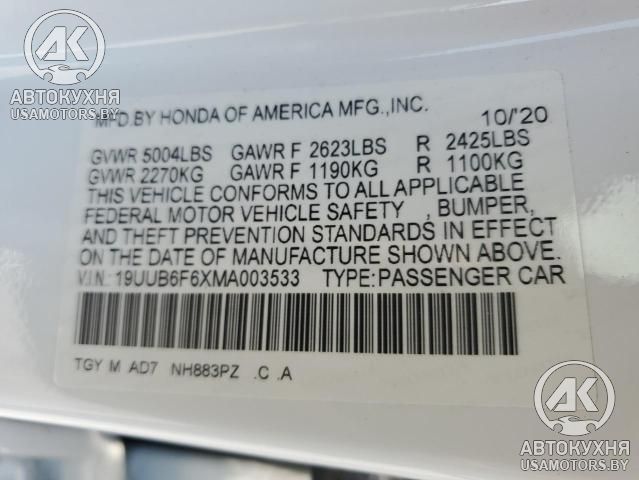 АК
АВТОКУХНЯ
USAMOTORS.BY
MFD.BY HONDA OF AMERICA MFG.,INC. 10/'20
GVWR 5004LBS GAWR F 2623LBS R 2425LBS
GVWR 2270KG GAWR F 1190KG R 1100KG
THIS VEHICLE CONFORMS TO ALL APPLICABLE
FEDERAL MOTOR VEHICLE SAFETY , BUMPER,
AND THEFT PREVENTION STANDARDS IN EFFECT
ON THE DATE OF MANUFACTURE SHOWN ABOVE.
V.I.N: 19UUB6F6XMA003533 TYPE:PASSENGER CAR
TGY M AD7 NH883PZ .C .A
АК
АВТОКУХНЯ
USAMOTORS.BY